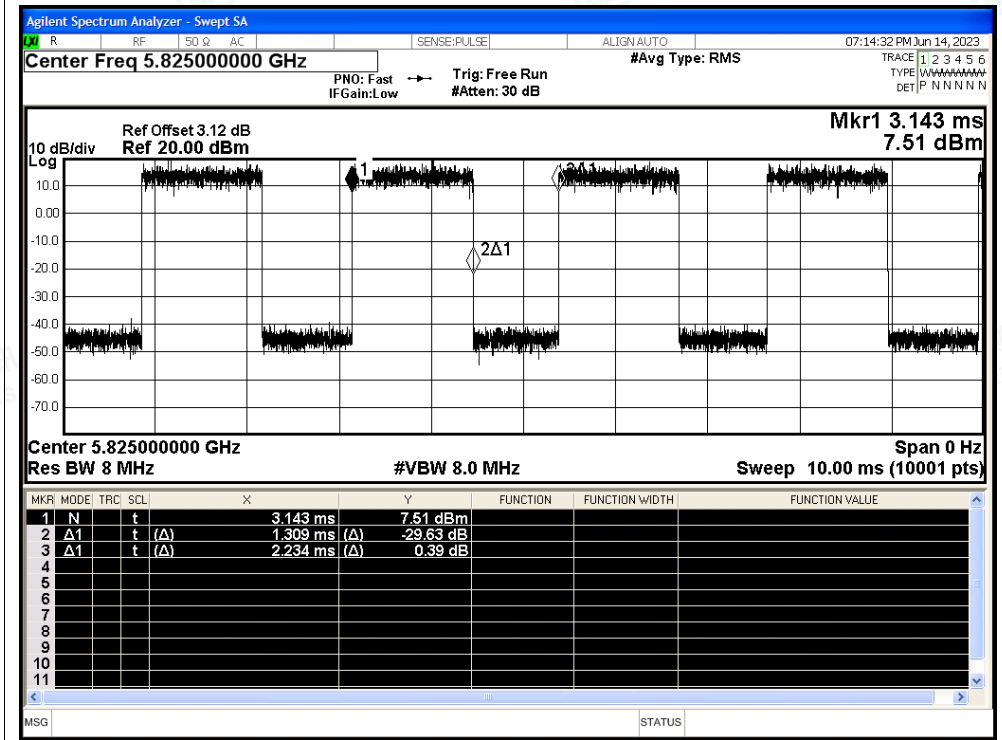 Agilent Spectrum Analyzer - Swept SA
LXI R RF 50 Ω AC SENSE:PULSE ALIGN AUTO 07:14:32 PM Jun 14, 2023
Center Freq 5.825000000 GHz #Avg Type: RMS TRACE 1 2 3 4 5 6
PNO: Fast Trig: Free Run TYPE
IFGain:Low #Atten: 30 dB DET P N N N N N
Mkr1 3.143 ms
Ref Offset 3.12 dB
10 dB/div Ref 20.00 dBm 7.51 dBm
Log
1
10.0
0.00
-10.0
2Δ1
-20.0
-30.0
-40.0
-50.0
-60.0
-70.0
Center 5.825000000 GHz Span 0 Hz
Res BW 8 MHz #VBW 8.0 MHz Sweep 10.00 ms (10001 pts)
MKR MODE TRC SCL X Y FUNCTION FUNCTION WIDTH FUNCTION VALUE
1 N t 3.143 ms 7.51 dBm
2 Δ1 t (Δ) 1.309 ms (Δ) -29.63 dB
3 Δ1 t (Δ) 2.234 ms (Δ) 0.39 dB
4
5
6
7
8
9
10
11
MSG STATUS